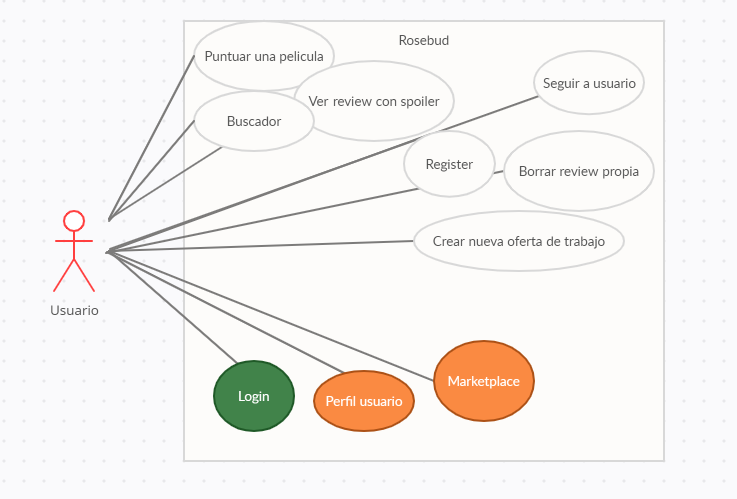 Rosebud
Puntuar una pelicula
Seguir a usuario
Ver review con spoiler
Buscador
Register
Borrar review propia
Crear nueva oferta de trabajo
Usuario
Marketplace
Login
Perfil usuario